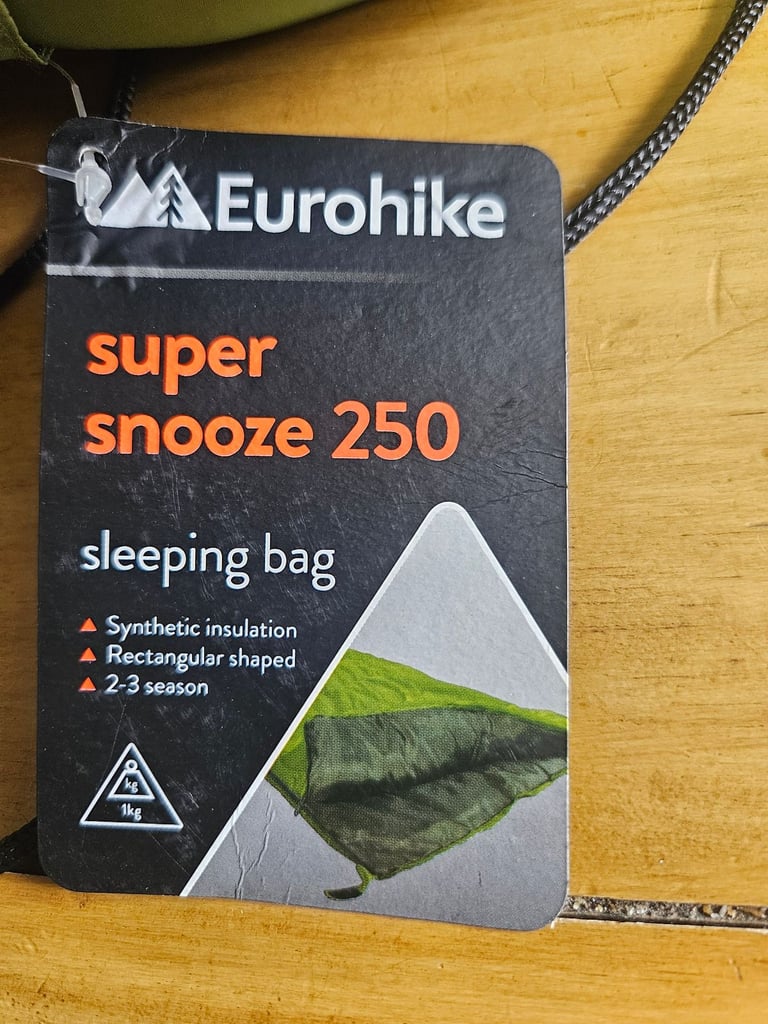 Eurohike
super
snooze 250
sleeping bag
Synthetic insulation
Rectangular shaped
2-3 season
kg
1kg